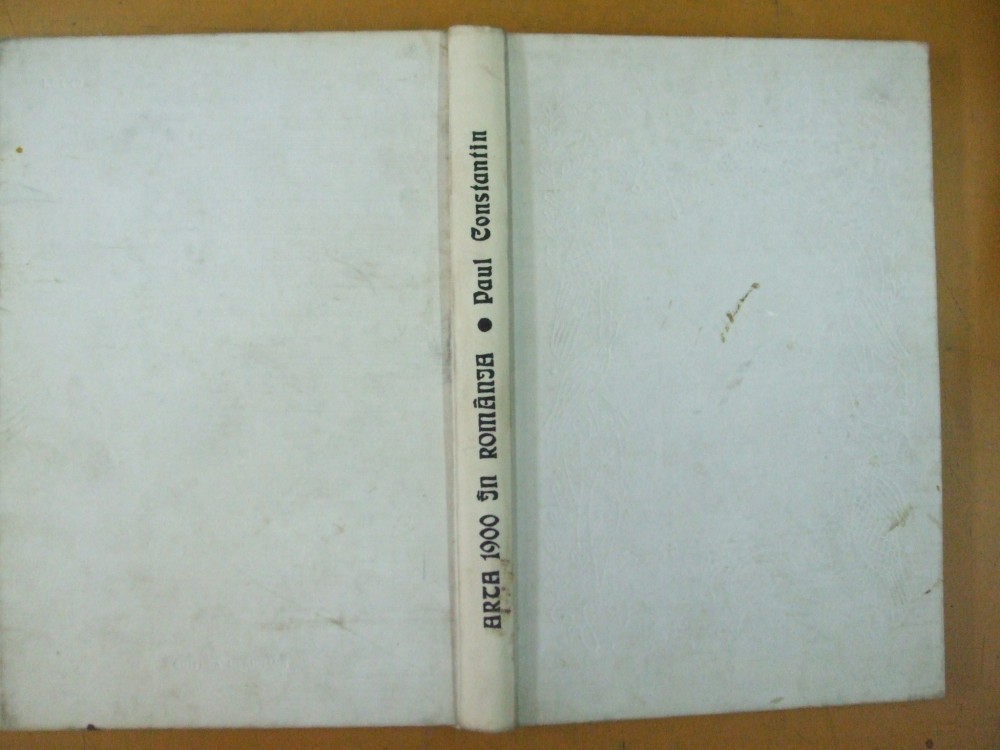 ARTA 1900 ÎN ROMÂNIA • Paul Constantin